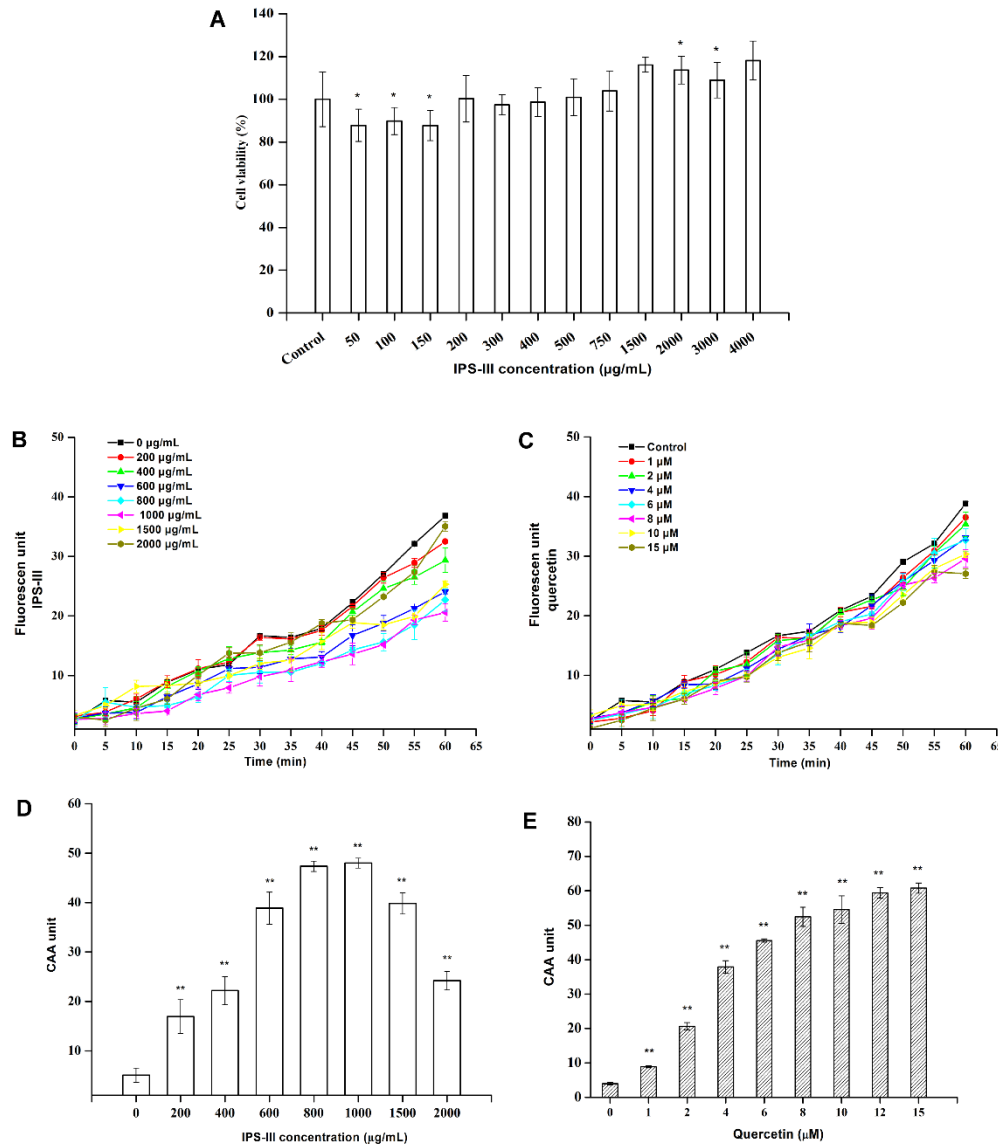 A
Cell viability (%)
140
120
100
80
60
40
20
0
* * * * *
Control 50 100 150 200 300 400 500 750 1500 2000 3000 4000
IPS-III concentration (µg/mL)
B
Fluorescen unit
IPS-III
50
40
30
20
10
0 µg/mL
200 µg/mL
400 µg/mL
600 µg/mL
800 µg/mL
1000 µg/mL
1500 µg/mL
2000 µg/mL
0 5 10 15 20 25 30 35 40 45 50 55 60 65
Time (min)
C
Fluorescen unit
quercetin
50
40
30
20
10
Control
1 µM
2 µM
4 µM
6 µM
8 µM
10 µM
15 µM
0 5 10 15 20 25 30 35 40 45 50 55 60 65
Time (min)
D
CAA unit
60
50
40
30
20
10
** ** ** ** ** ** **
0 200 400 600 800 1000 1500 2000
IPS-III concentration (µg/mL)
E
CAA unit
80
70
60
50
40
30
20
10
0
** ** ** ** ** ** ** **
0 1 2 4 6 8 10 12 15
Quercetin (µM)